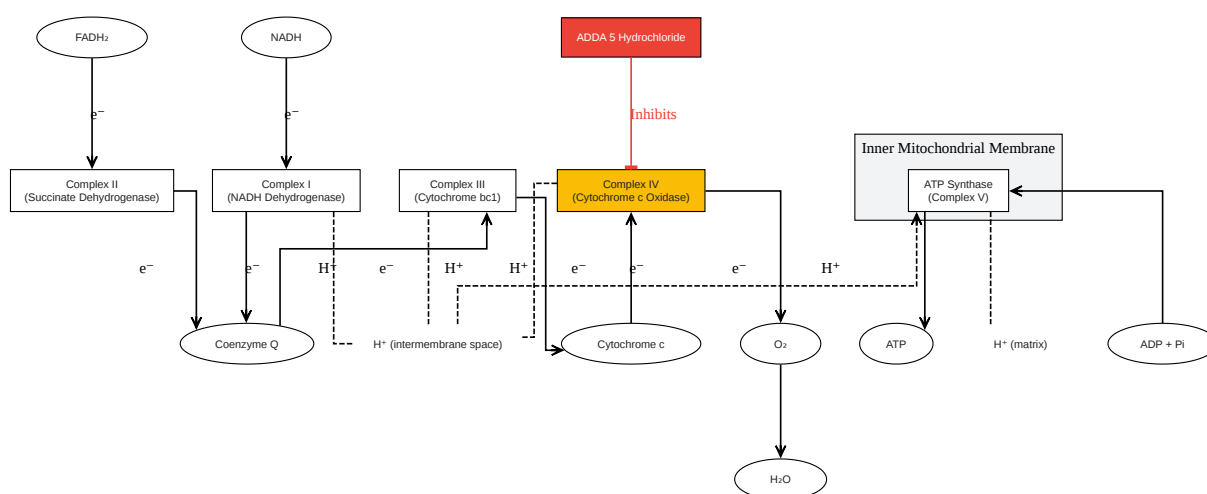 FADH₂
NADH
ADDA 5 Hydrochloride
e⁻
e⁻
Inhibits
Inner Mitochondrial Membrane
Complex II
(Succinate Dehydrogenase)
Complex I
(NADH Dehydrogenase)
Complex III
(Cytochrome bc1)
Complex IV
(Cytochrome c Oxidase)
ATP Synthase
(Complex V)
e⁻
e⁻
H⁺
e⁻
H⁺
H⁺
e⁻
e⁻
e⁻
H⁺
Coenzyme Q
H⁺ (intermembrane space)
Cytochrome c
O₂
ATP
H⁺ (matrix)
ADP + Pi
H₂O